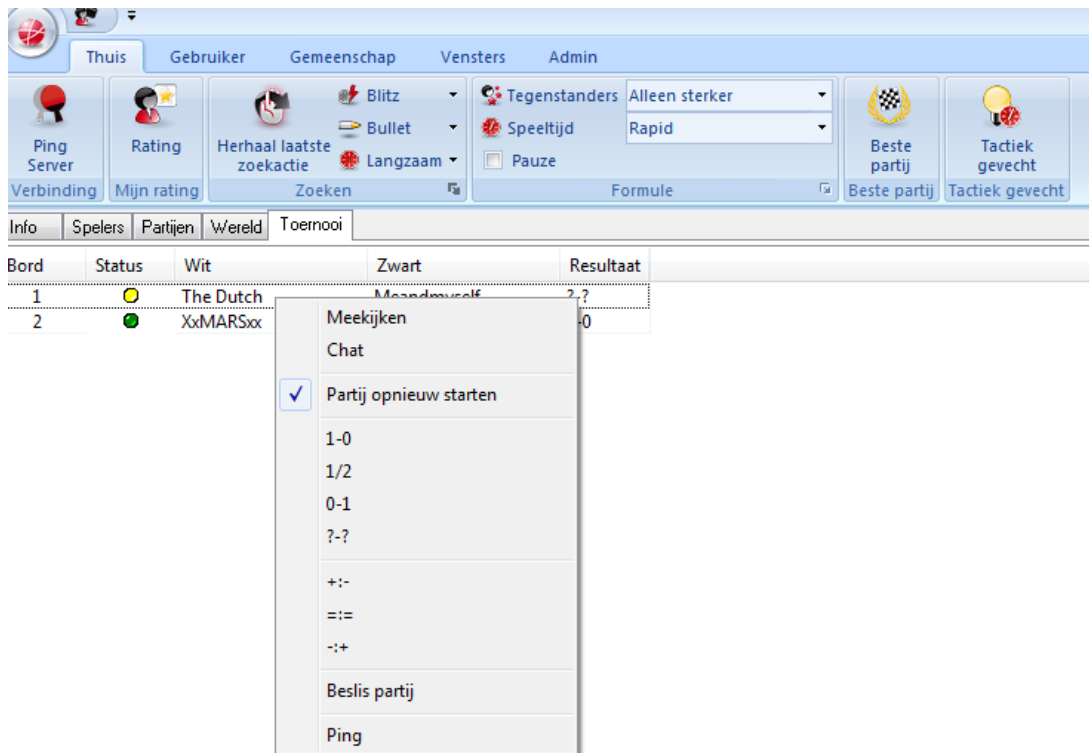 Thuis Gebruiker Gemeenschap Vensters Admin
Ping Server
Rating
Herhaal laatste zoekactie
Blitz
Bullet
Langzaam
Tegenstanders Alleen sterker
Speeltijd Rapid
Pauze
Beste partij
Tactiek gevecht
Verbinding Mijn rating Zoeken Formule Beste partij Tactiek gevecht
Info Spelers Partijen Wereld Toernooi
Bord Status Wit Zwart Resultaat
1 The Dutch Meandmyself ?-?
2 XxMARSxx -0
Meekijken
Chat
Partij opnieuw starten
1-0
1/2
0-1
?-?
+:-
=:=
-:+
Beslis partij
Ping